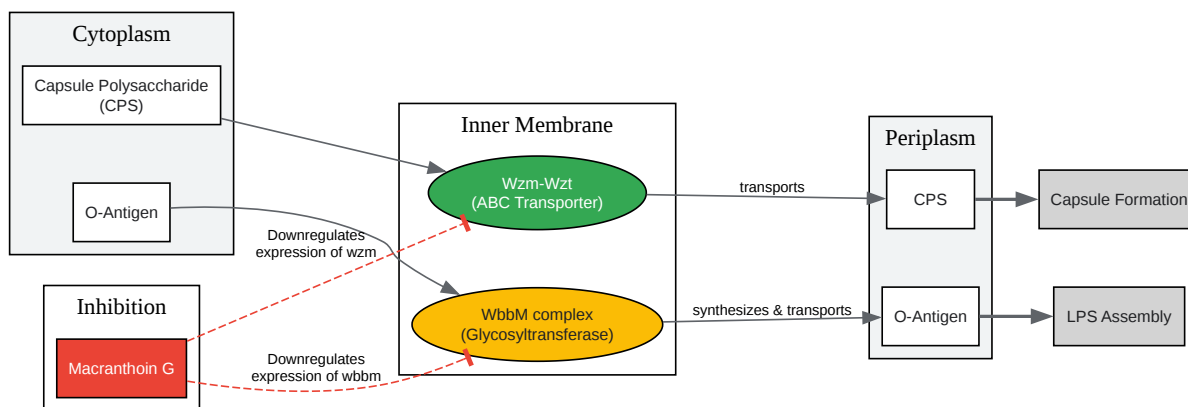 Cytoplasm
Capsule Polysaccharide
(CPS)
O-Antigen
Inhibition
Macranthoin G
Downregulates
expression of wzm
Downregulates
expression of wbbm
Inner Membrane
Wzm-Wzt
(ABC Transporter)
WbbM complex
(Glycosyltransferase)
transports
synthesizes & transports
Periplasm
CPS
O-Antigen
Capsule Formation
LPS Assembly